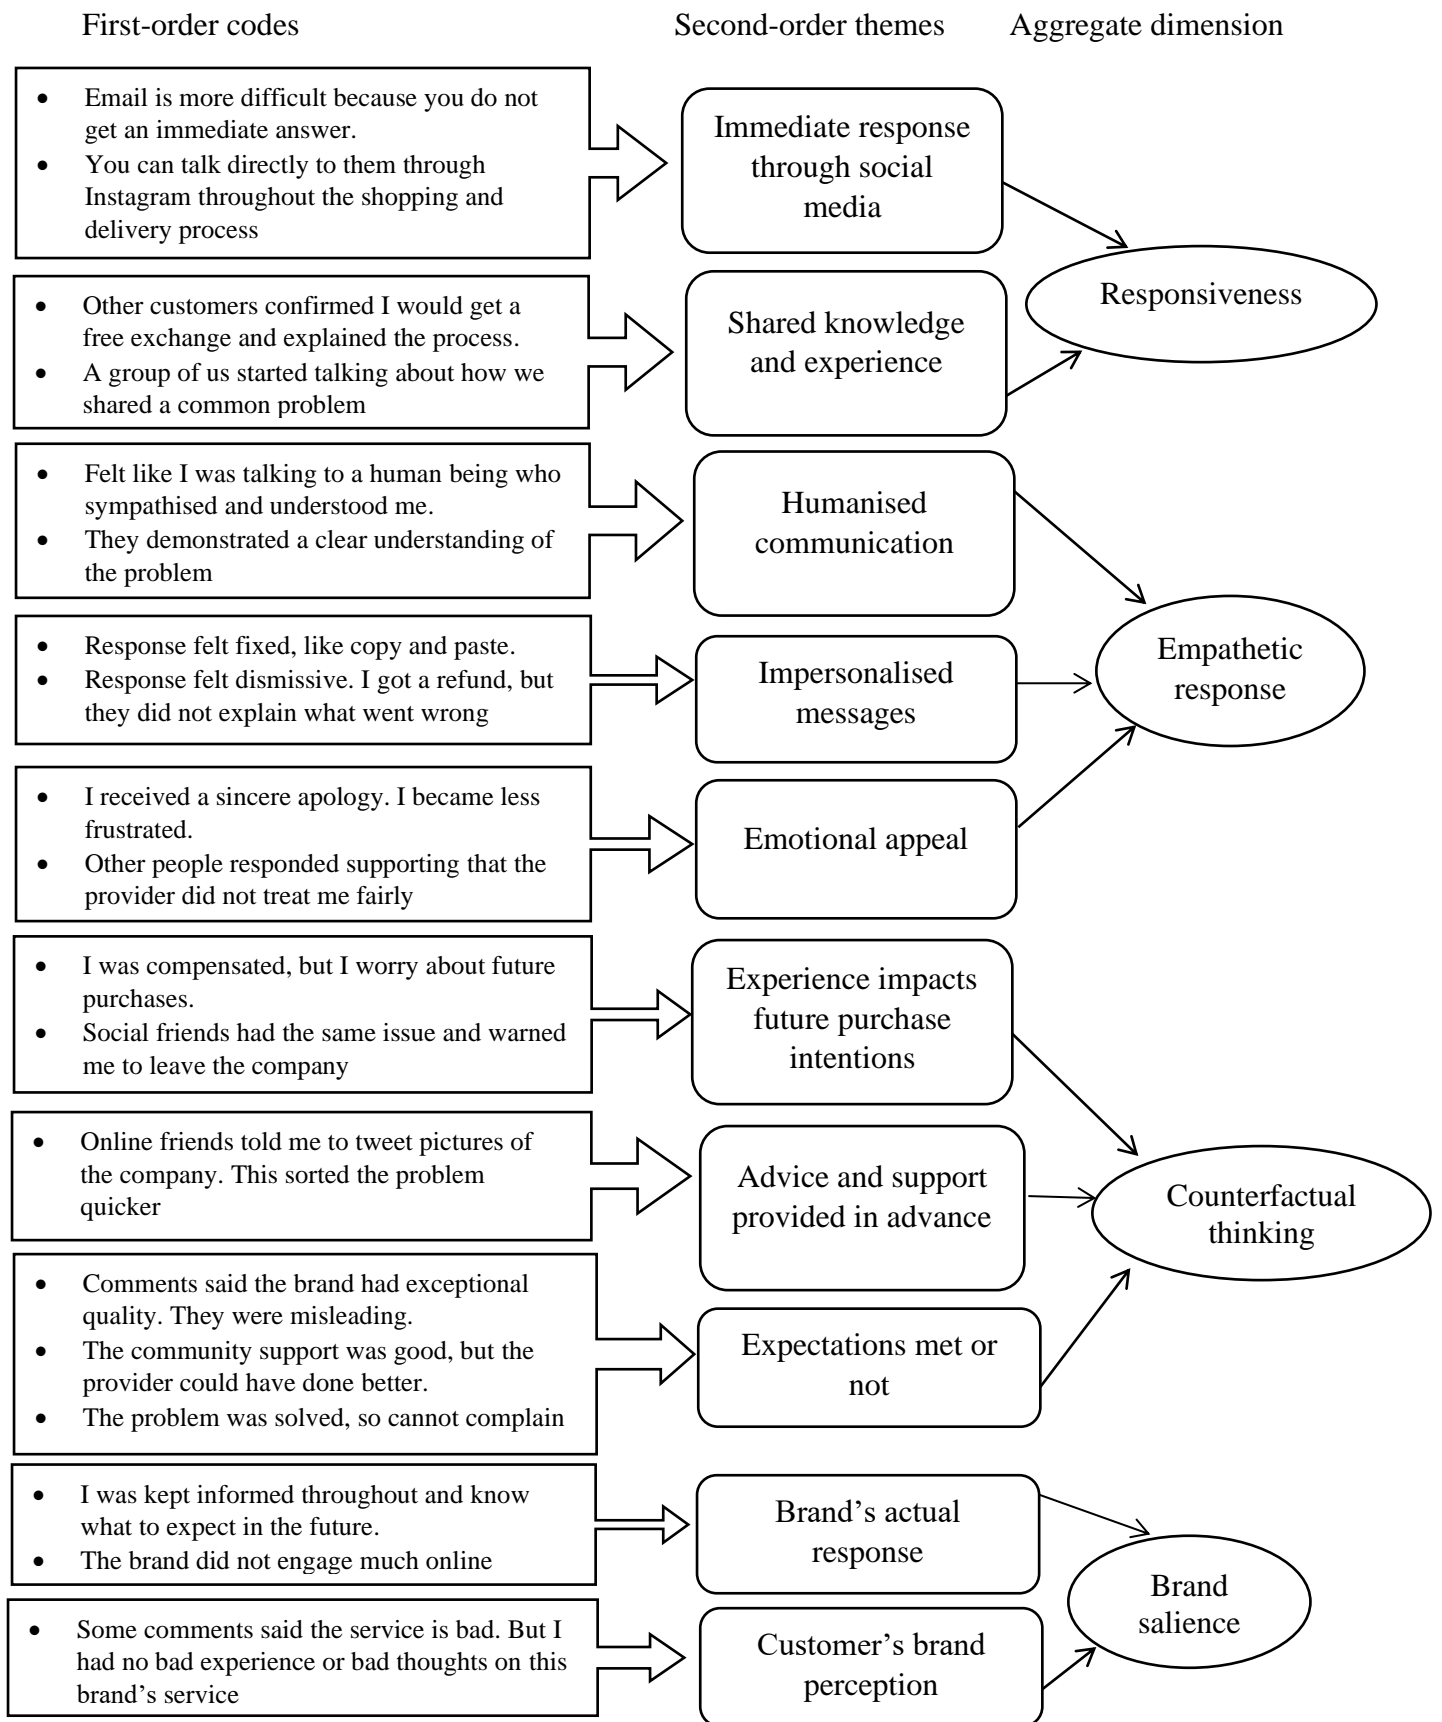 First-order codes
Second-order themes
Aggregate dimension
• Email is more difficult because you do not
get an immediate answer.
• You can talk directly to them through
Instagram throughout the shopping and
delivery process
Immediate response
through social
media
Responsiveness
• Other customers confirmed I would get a
free exchange and explained the process.
• A group of us started talking about how we
shared a common problem
Shared knowledge
and experience
• Felt like I was talking to a human being who
sympathised and understood me.
• They demonstrated a clear understanding of
the problem
Humanised
communication
• Response felt fixed, like copy and paste.
• Response felt dismissive. I got a refund, but
they did not explain what went wrong
Impersonalised
messages
Empathetic
response
• I received a sincere apology. I became less
frustrated.
• Other people responded supporting that the
provider did not treat me fairly
Emotional appeal
• I was compensated, but I worry about future
purchases.
• Social friends had the same issue and warned
me to leave the company
Experience impacts
future purchase
intentions
• Online friends told me to tweet pictures of
the company. This sorted the problem
quicker
Advice and support
provided in advance
Counterfactual
thinking
• Comments said the brand had exceptional
quality. They were misleading.
• The community support was good, but the
provider could have done better.
• The problem was solved, so cannot complain
Expectations met or
not
• I was kept informed throughout and know
what to expect in the future.
• The brand did not engage much online
Brand’s actual
response
Brand
salience
• Some comments said the service is bad. But I
had no bad experience or bad thoughts on this
brand’s service
Customer’s brand
perception